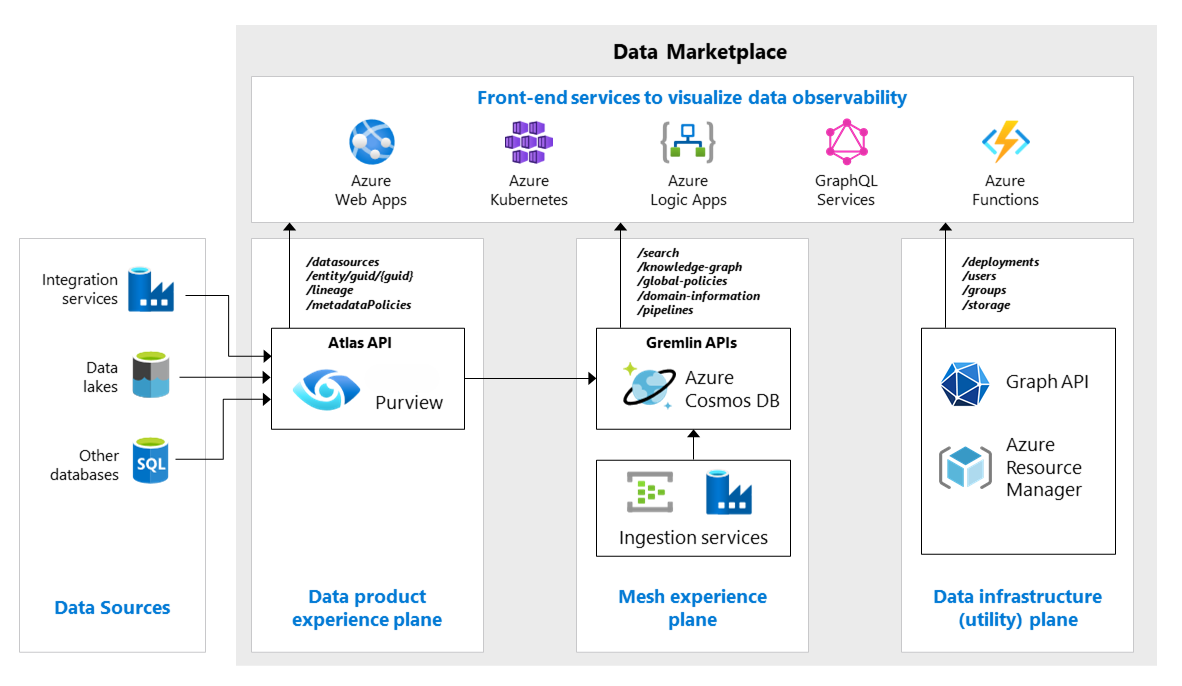 Data Marketplace
Front-end services to visualize data observability
Azure
Web Apps
Azure
Kubernetes
Azure
Logic Apps
GraphQL
Services
Azure
Functions
Integration
services
Data
lakes
Other
databases
SQL
Data Sources
/datasources
/entity/guid/{guid}
/lineage
/metadataPolicies
Atlas API
Purview
Data product
experience plane
/search
/knowledge-graph
/global-policies
/domain-information
/pipelines
Gremlin APIs
Azure
Cosmos DB
Ingestion services
Mesh experience
plane
/deployments
/users
/groups
/storage
Graph API
Azure
Resource
Manager
Data infrastructure
(utility) plane